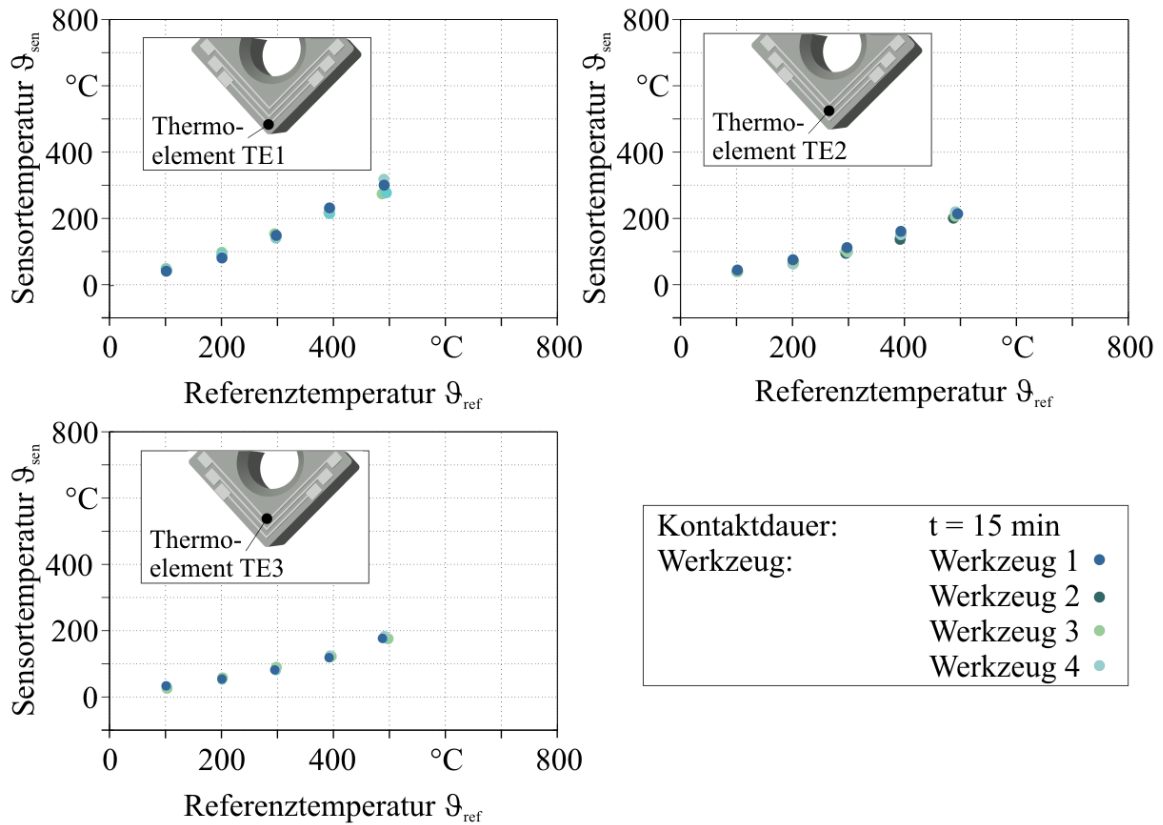 800
Sensortemperatur ϑsen
°C
400
200
0
Thermo-
element TE1
0 200 400 °C 800
Referenztemperatur ϑref
800
Sensortemperatur ϑsen
°C
400
200
0
Thermo-
element TE2
0 200 400 °C 800
Referenztemperatur ϑref
800
Sensortemperatur ϑsen
°C
400
200
0
Thermo-
element TE3
0 200 400 °C 800
Referenztemperatur ϑref
Kontaktdauer: t = 15 min
Werkzeug: Werkzeug 1
Werkzeug 2
Werkzeug 3
Werkzeug 4